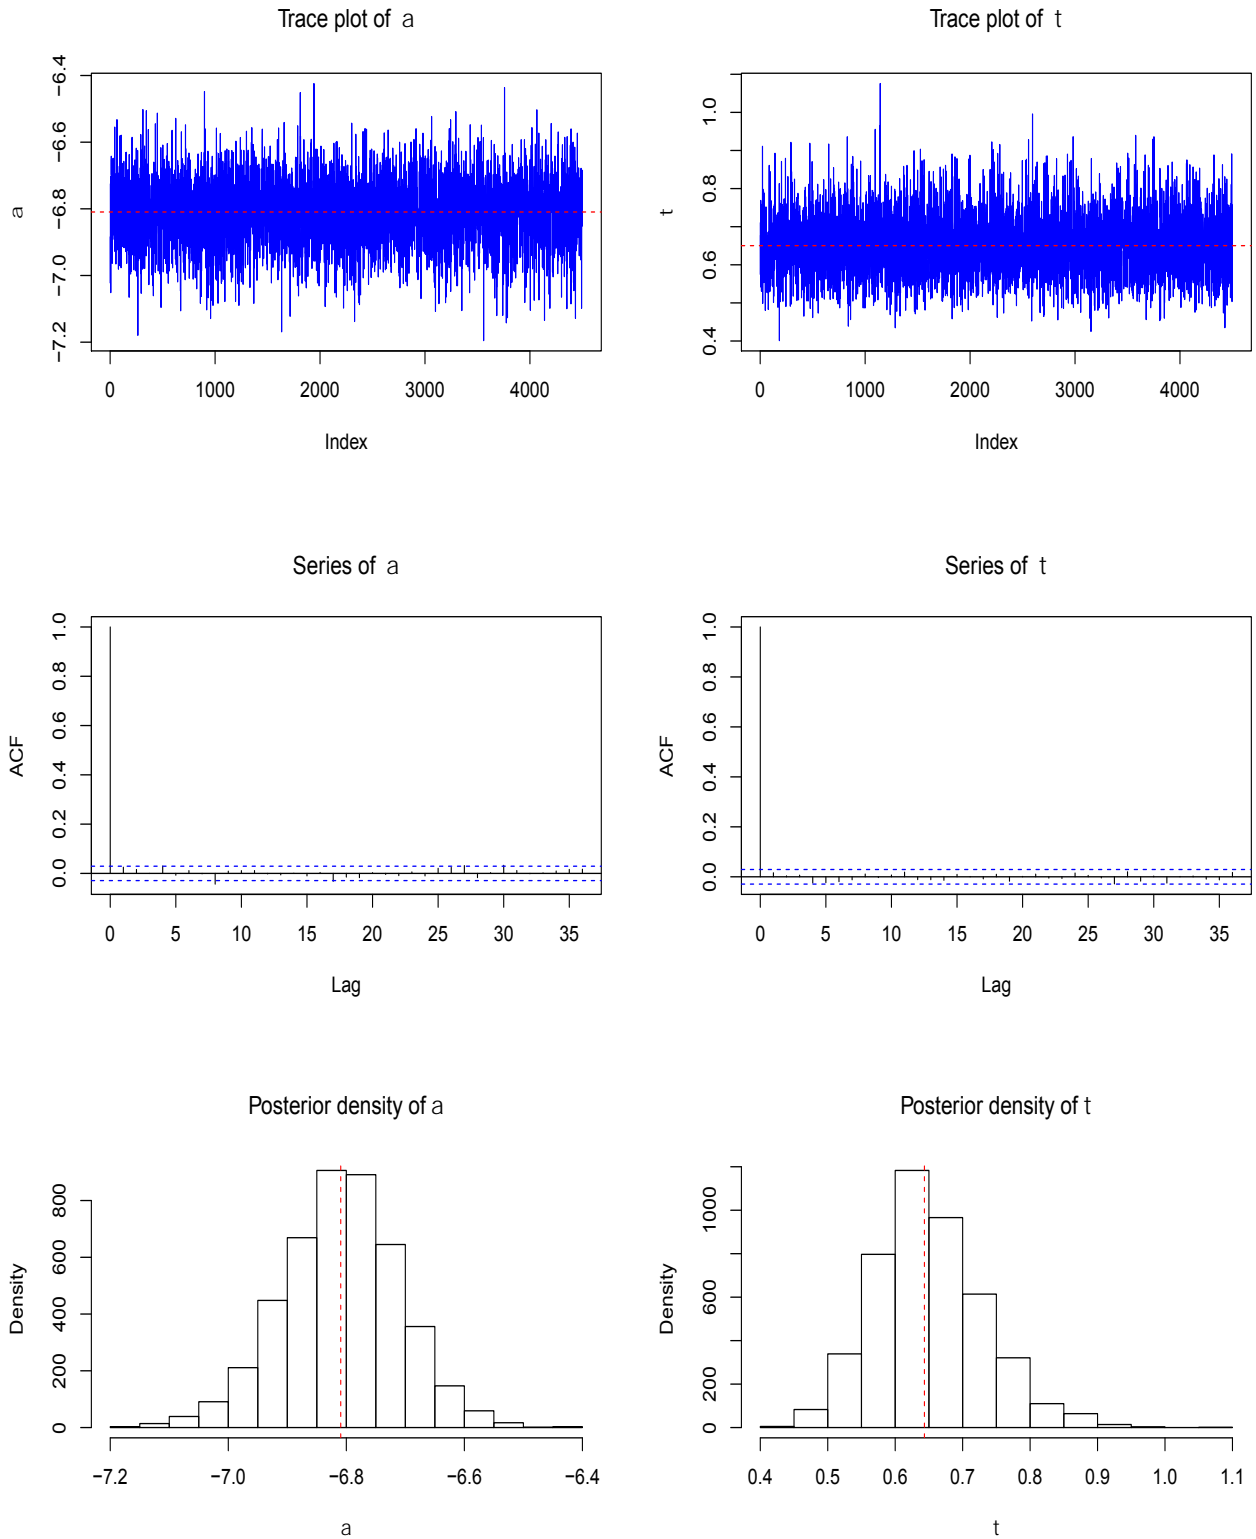 Trace plot of a
Trace plot of t
a
−7.2 −7.0 −6.8 −6.6 −6.4
0 1000 2000 3000 4000
Index
t
0.4 0.6 0.8 1.0
0 1000 2000 3000 4000
Index
Series of a
Series of t
ACF
0.0 0.2 0.4 0.6 0.8 1.0
0 5 10 15 20 25 30 35
Lag
ACF
0.0 0.2 0.4 0.6 0.8 1.0
0 5 10 15 20 25 30 35
Lag
Posterior density of a
Posterior density of t
Density
0 200 400 600 800
−7.2 −7.0 −6.8 −6.6 −6.4
a
Density
0 200 600 1000
0.4 0.5 0.6 0.7 0.8 0.9 1.0 1.1
t